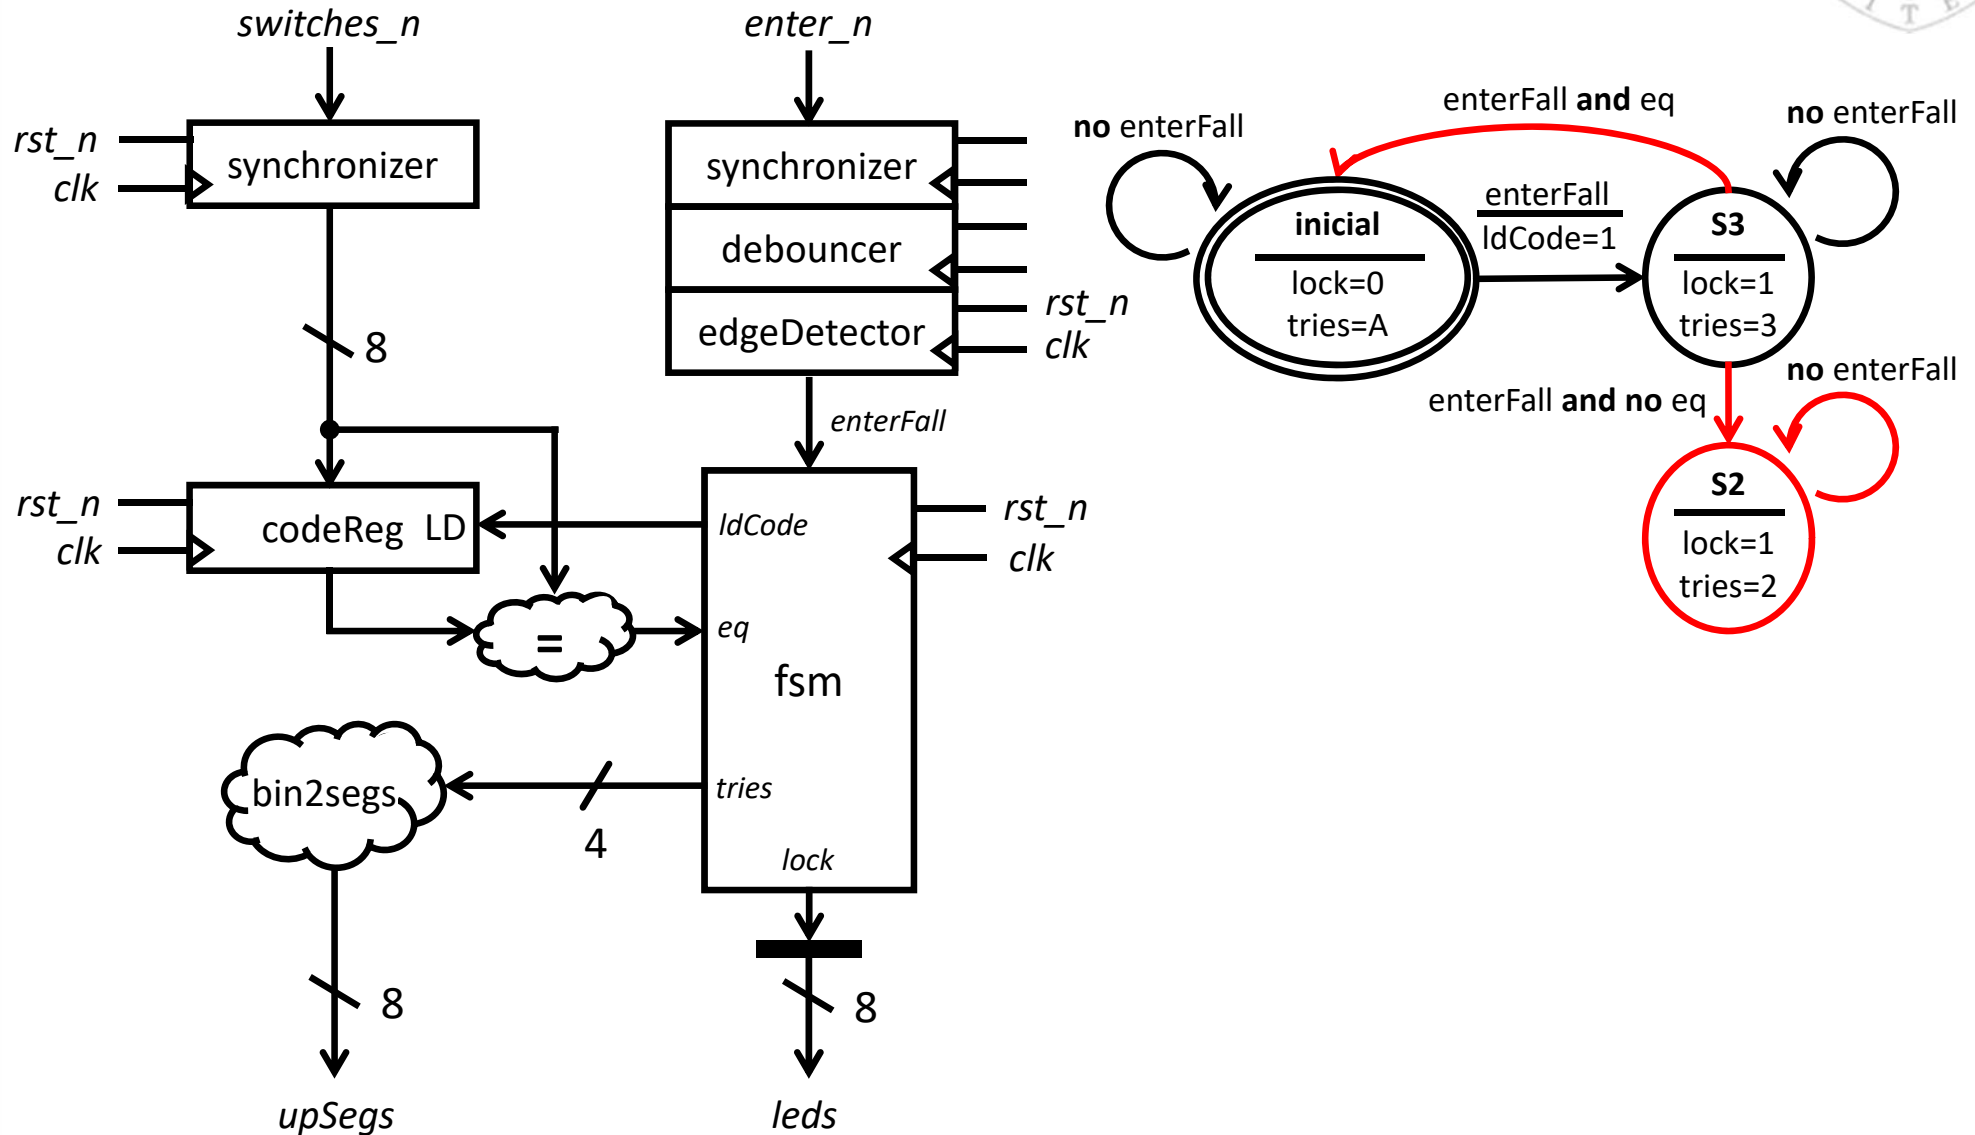 switches_n
enter_n
rst_n
clk
synchronizer
synchronizer
debouncer
edgeDetector
rst_n
clk
8
enterFall
rst_n
clk
codeReg LD
ldCode
rst_n
clk
eq
=
fsm
bin2segs
tries
4
lock
8
8
upSegs
leds
no enterFall
enterFall and eq
no enterFall
inicial
lock=0
tries=A
enterFall
ldCode=1
S3
lock=1
tries=3
enterFall and no eq
no enterFall
S2
lock=1
tries=2
I T E